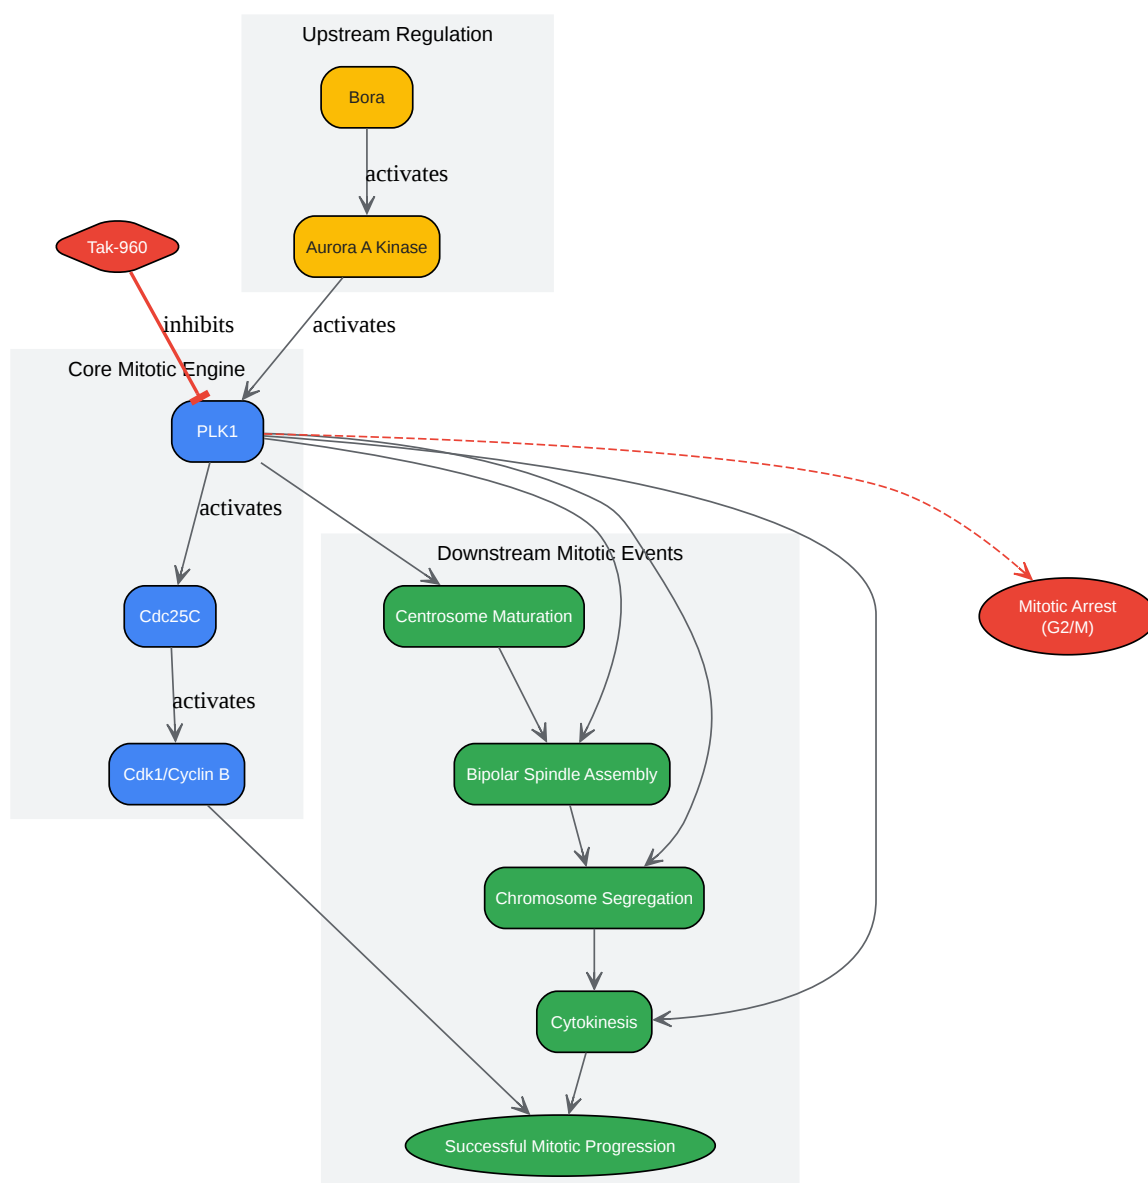 Upstream Regulation
Bora
activates
Aurora A Kinase
Tak-960
inhibits
activates
Core Mitotic Engine
PLK1
activates
Downstream Mitotic Events
Cdc25C
Centrosome Maturation
Mitotic Arrest
(G2/M)
activates
Cdk1/Cyclin B
Bipolar Spindle Assembly
Chromosome Segregation
Cytokinesis
Successful Mitotic Progression